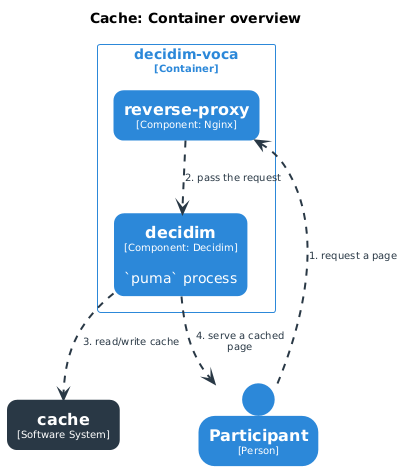 Cache: Container overview
decidim-voca
[Container]
reverse-proxy
[Component: Nginx]
2. pass the request
decidim
[Component: Decidim]
`puma` process
1. request a page
3. read/write cache
4. serve a cached
page
cache
[Software System]
Participant
[Person]